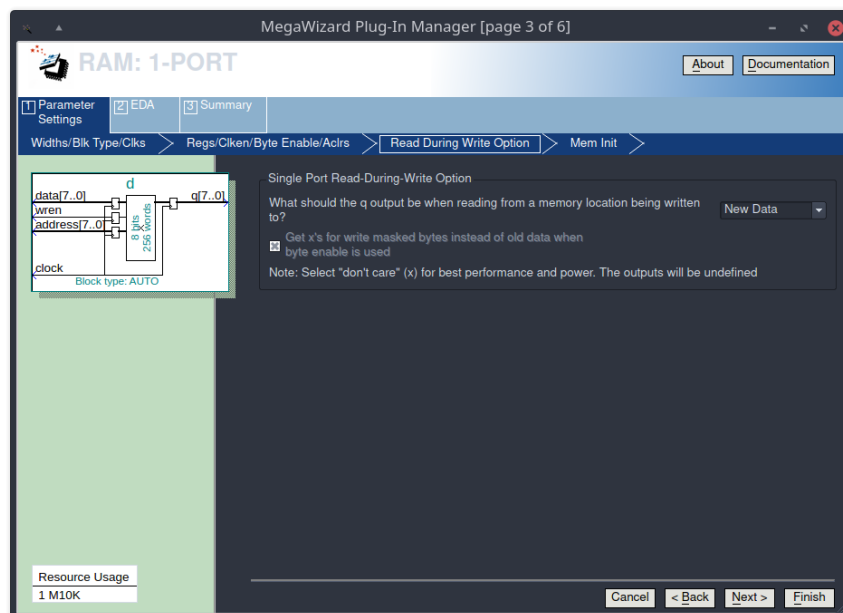 MegaWizard Plug-In Manager [page 3 of 6]
RAM: 1-PORT
About
Documentation
1 Parameter
Settings
2 EDA
3 Summary
Widths/Blk Type/Clks
Regs/Clken/Byte Enable/Aclrs
Read During Write Option
Mem Init
d
data[7..0]
wren
address[7..0]
clock
q[7..0]
8 bits
x
256 words
Block type: AUTO
Single Port Read-During-Write Option
What should the q output be when reading from a memory location being written
to?
New Data
Get x's for write masked bytes instead of old data when
byte enable is used
Note: Select "don't care" (x) for best performance and power. The outputs will be undefined
Resource Usage
1 M10K
Cancel
< Back
Next >
Finish